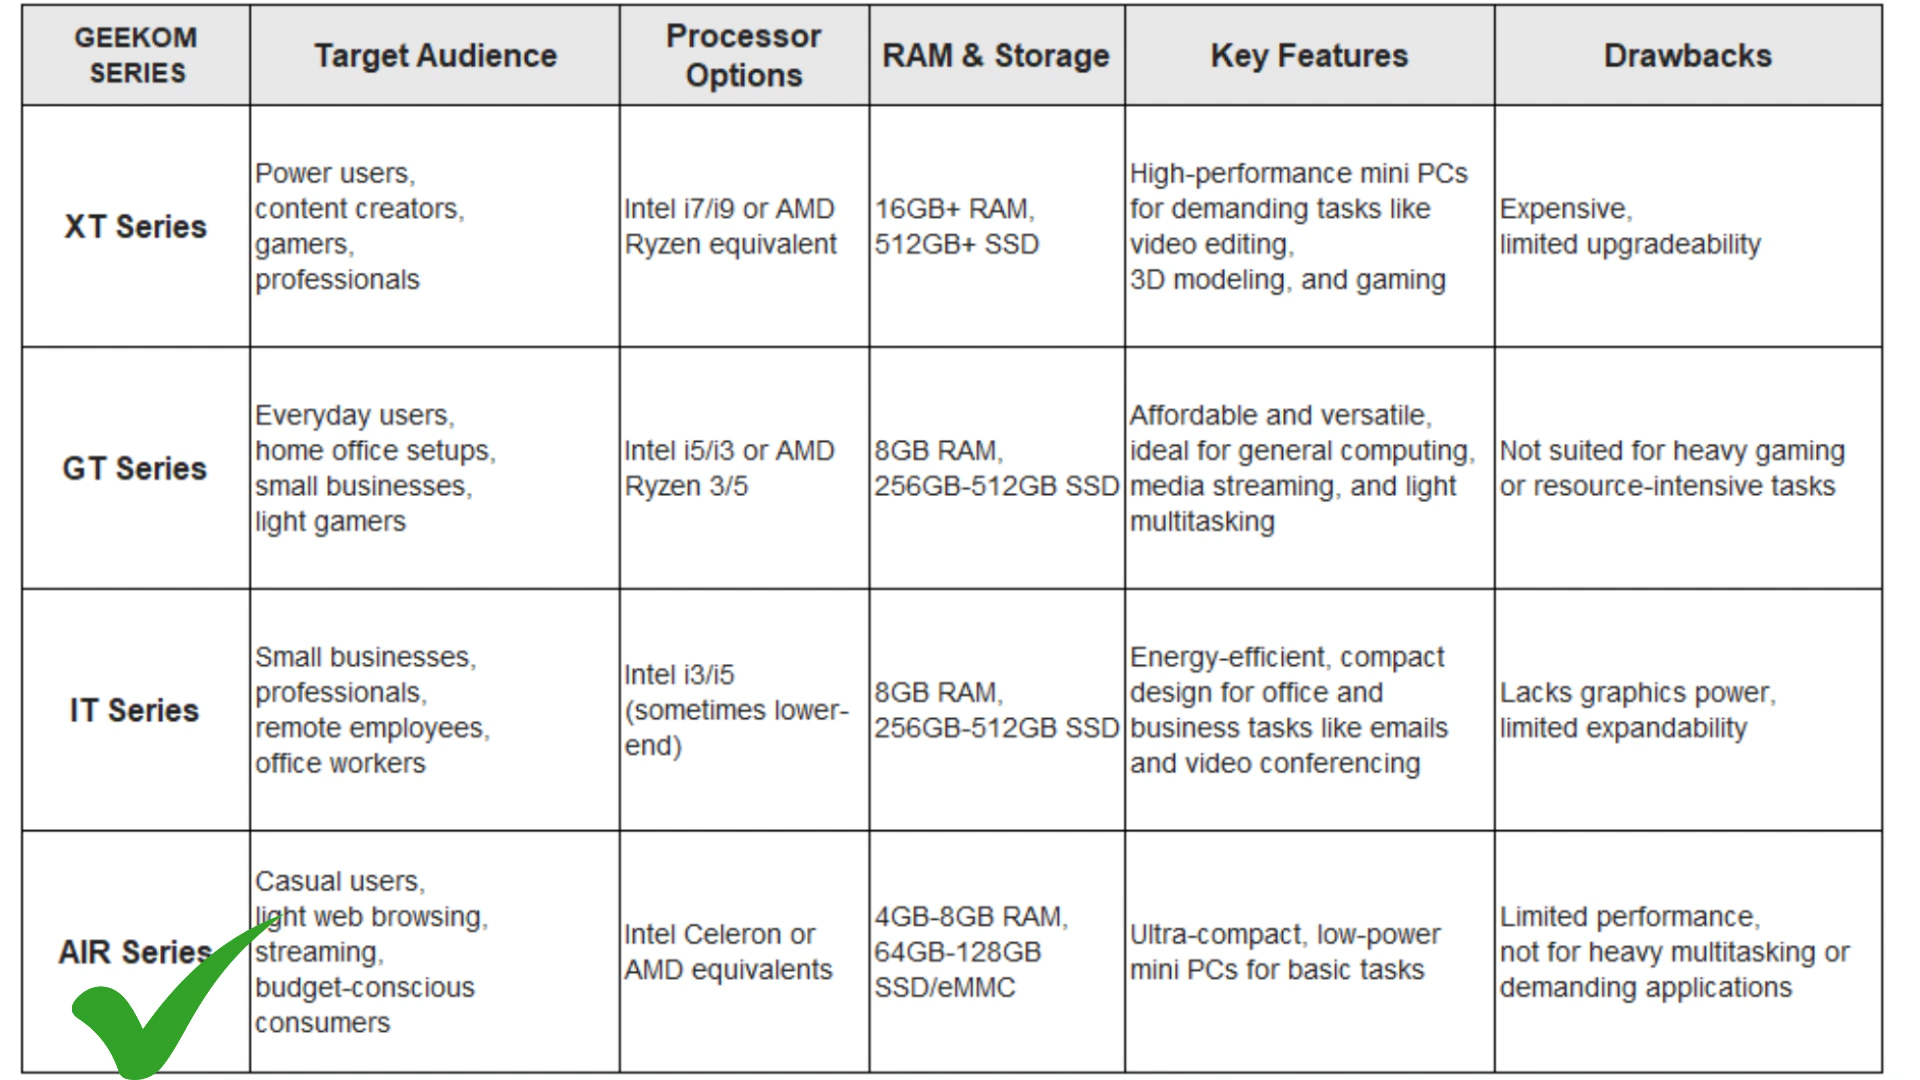 GEEKOM
SERIES
Target Audience
Processor
Options
RAM & Storage
Key Features
Drawbacks
XT Series
Power users,
content creators,
gamers,
professionals
Intel i7/i9 or AMD
Ryzen equivalent
16GB+ RAM,
512GB+ SSD
High-performance mini PCs
for demanding tasks like
video editing,
3D modeling, and gaming
Expensive,
limited upgradeability
GT Series
Everyday users,
home office setups,
small businesses,
light gamers
Intel i5/i3 or AMD
Ryzen 3/5
8GB RAM,
256GB-512GB SSD
Affordable and versatile,
ideal for general computing,
media streaming, and light
multitasking
Not suited for heavy gaming
or resource-intensive tasks
IT Series
Small businesses,
professionals,
remote employees,
office workers
Intel i3/i5
(sometimes lower-
end)
8GB RAM,
256GB-512GB SSD
Energy-efficient, compact
design for office and
business tasks like emails
and video conferencing
Lacks graphics power,
limited expandability
AIR Series
Casual users,
light web browsing,
streaming,
budget-conscious
consumers
Intel Celeron or
AMD equivalents
4GB-8GB RAM,
64GB-128GB
SSD/eMMC
Ultra-compact, low-power
mini PCs for basic tasks
Limited performance,
not for heavy multitasking or
demanding applications